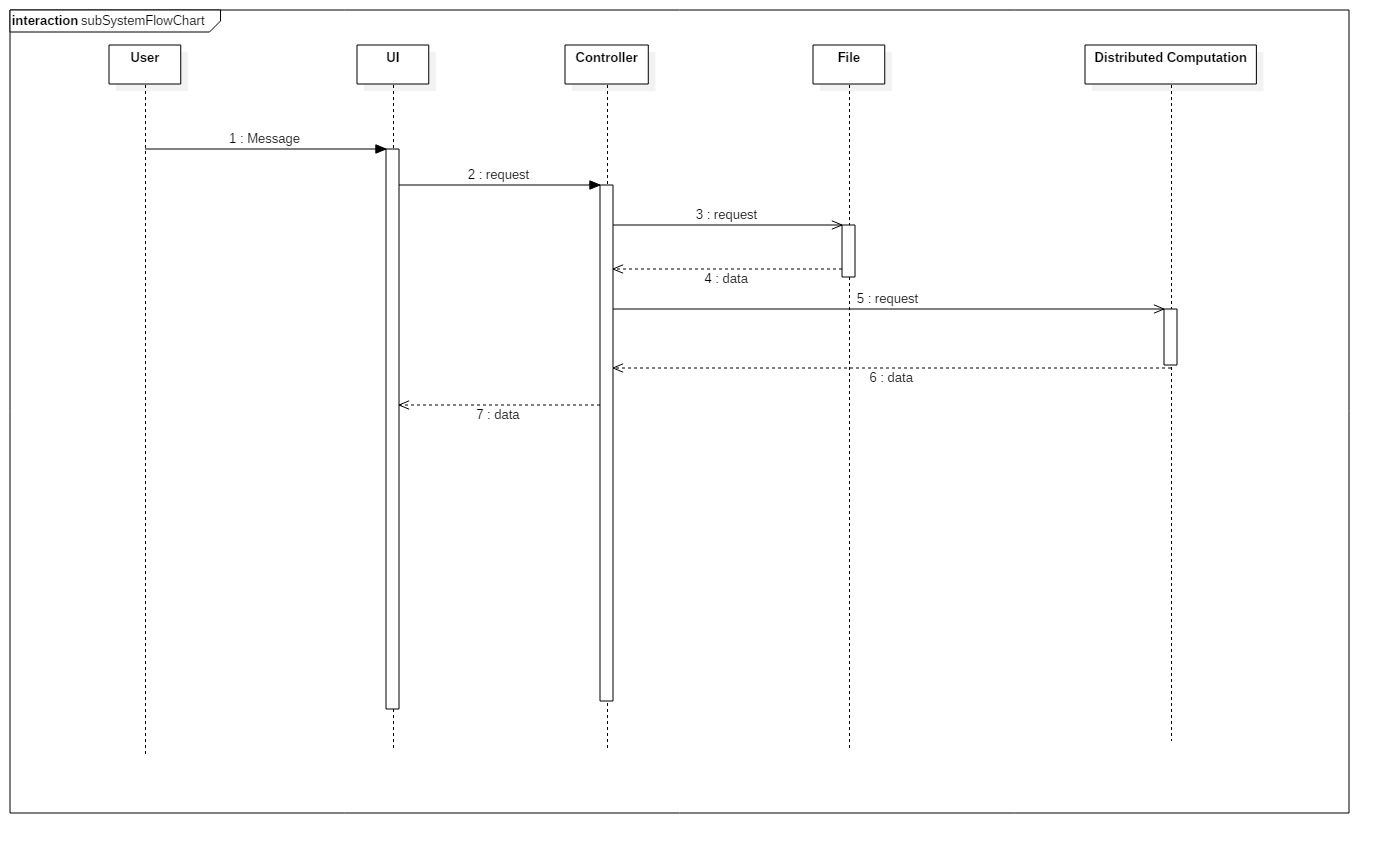 interaction subSystemFlowChart
User
UI
Controller
File
Distributed Computation
1 : Message
2 : request
3 : request
4 : data
5 : request
6 : data
7 : data